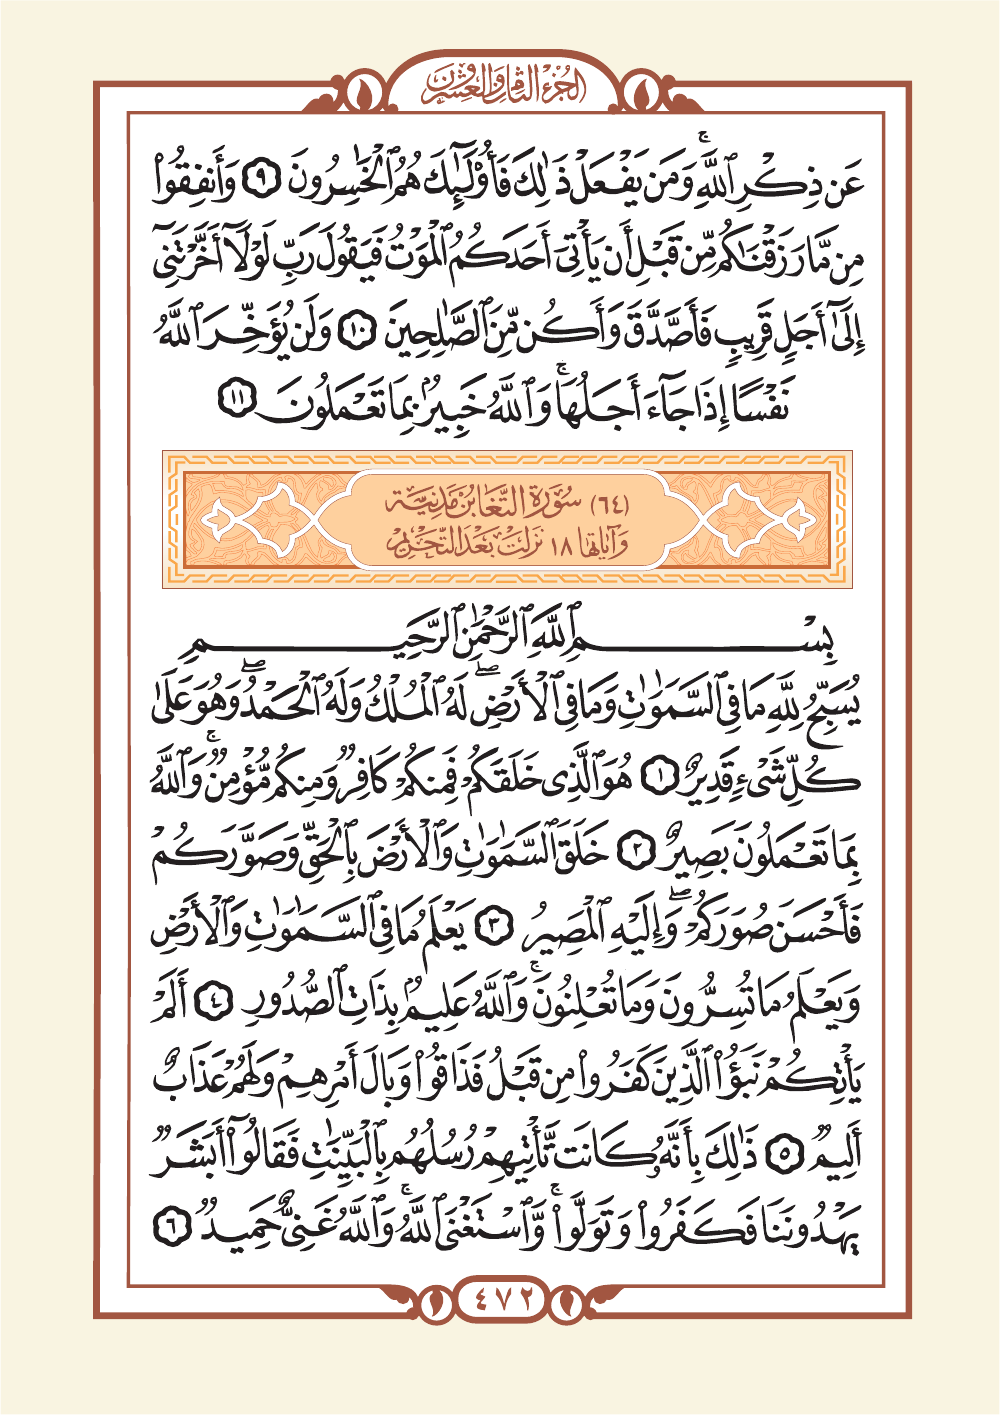 الجزء الثامن والعشرون
عَن ذِكْرِ ٱللَّهِۚ وَمَن يَفْعَلْ ذَٰلِكَ فَأُوْلَٰٓئِكَ هُمُ ٱلْخَٰسِرُونَ ٩ وَأَنفِقُوا۟
مِن مَّا رَزَقْنَٰكُم مِّن قَبْلِ أَن يَأْتِىَ أَحَدَكُمُ ٱلْمَوْتُ فَيَقُولَ رَبِّ لَوْلَآ أَخَّرْتَنِىٓ
إِلَىٰٓ أَجَلٍ قَرِيبٍ فَأَصَّدَّقَ وَأَكُن مِّنَ ٱلصَّٰلِحِينَ ١٠ وَلَن يُؤَخِّرَ ٱللَّهُ
نَفْسًا إِذَا جَآءَ أَجَلُهَاۚ وَٱللَّهُ خَبِيرٌۢ بِمَا تَعْمَلُونَ ١١
(٦٤) سُورَة التَّغَابُن مَدَنِيَّة
وَآيَاتهَا ١٨ نَزَلَتْ بَعْدَ التَّحْرِيمِ
بِسْمِ ٱللَّهِ ٱلرَّحْمَٰنِ ٱلرَّحِيمِ
يُسَبِّحُ لِلَّهِ مَا فِى ٱلسَّمَٰوَٰتِ وَمَا فِى ٱلْأَرْضِۖ لَهُ ٱلْمُلْكُ وَلَهُ ٱلْحَمْدُۖ وَهُوَ عَلَىٰ
كُلِّ شَىْءٍ قَدِيرٌ ١ هُوَ ٱلَّذِى خَلَقَكُمْ فَمِنكُمْ كَافِرٌ وَمِنكُم مُّؤْمِنٌۚ وَٱللَّهُ
بِمَا تَعْمَلُونَ بَصِيرٌ ٢ خَلَقَ ٱلسَّمَٰوَٰتِ وَٱلْأَرْضَ بِٱلْحَقِّ وَصَوَّرَكُمْ
فَأَحْسَنَ صُوَرَكُمْۖ وَإِلَيْهِ ٱلْمَصِيرُ ٣ يَعْلَمُ مَا فِى ٱلسَّمَٰوَٰتِ وَٱلْأَرْضِ
وَيَعْلَمُ مَا تُسِرُّونَ وَمَا تُعْلِنُونَۚ وَٱللَّهُ عَلِيمٌۢ بِذَاتِ ٱلصُّدُورِ ٤ أَلَمْ
يَأْتِكُمْ نَبَؤُا۟ ٱلَّذِينَ كَفَرُوا۟ مِن قَبْلُ فَذَاقُوا۟ وَبَالَ أَمْرِهِمْ وَلَهُمْ عَذَابٌ
أَلِيمٌ ٥ ذَٰلِكَ بِأَنَّهُۥ كَانَت تَّأْتِيهِمْ رُسُلُهُم بِٱلْبَيِّنَٰتِ فَقَالُوٓا۟ أَبَشَرٌ
يَهْدُونَنَا فَكَفَرُوا۟ وَتَوَلَّوا۟ۚ وَّٱسْتَغْنَى ٱللَّهُۚ وَٱللَّهُ غَنِىٌّ حَمِيدٌ ٦
٤٧٢